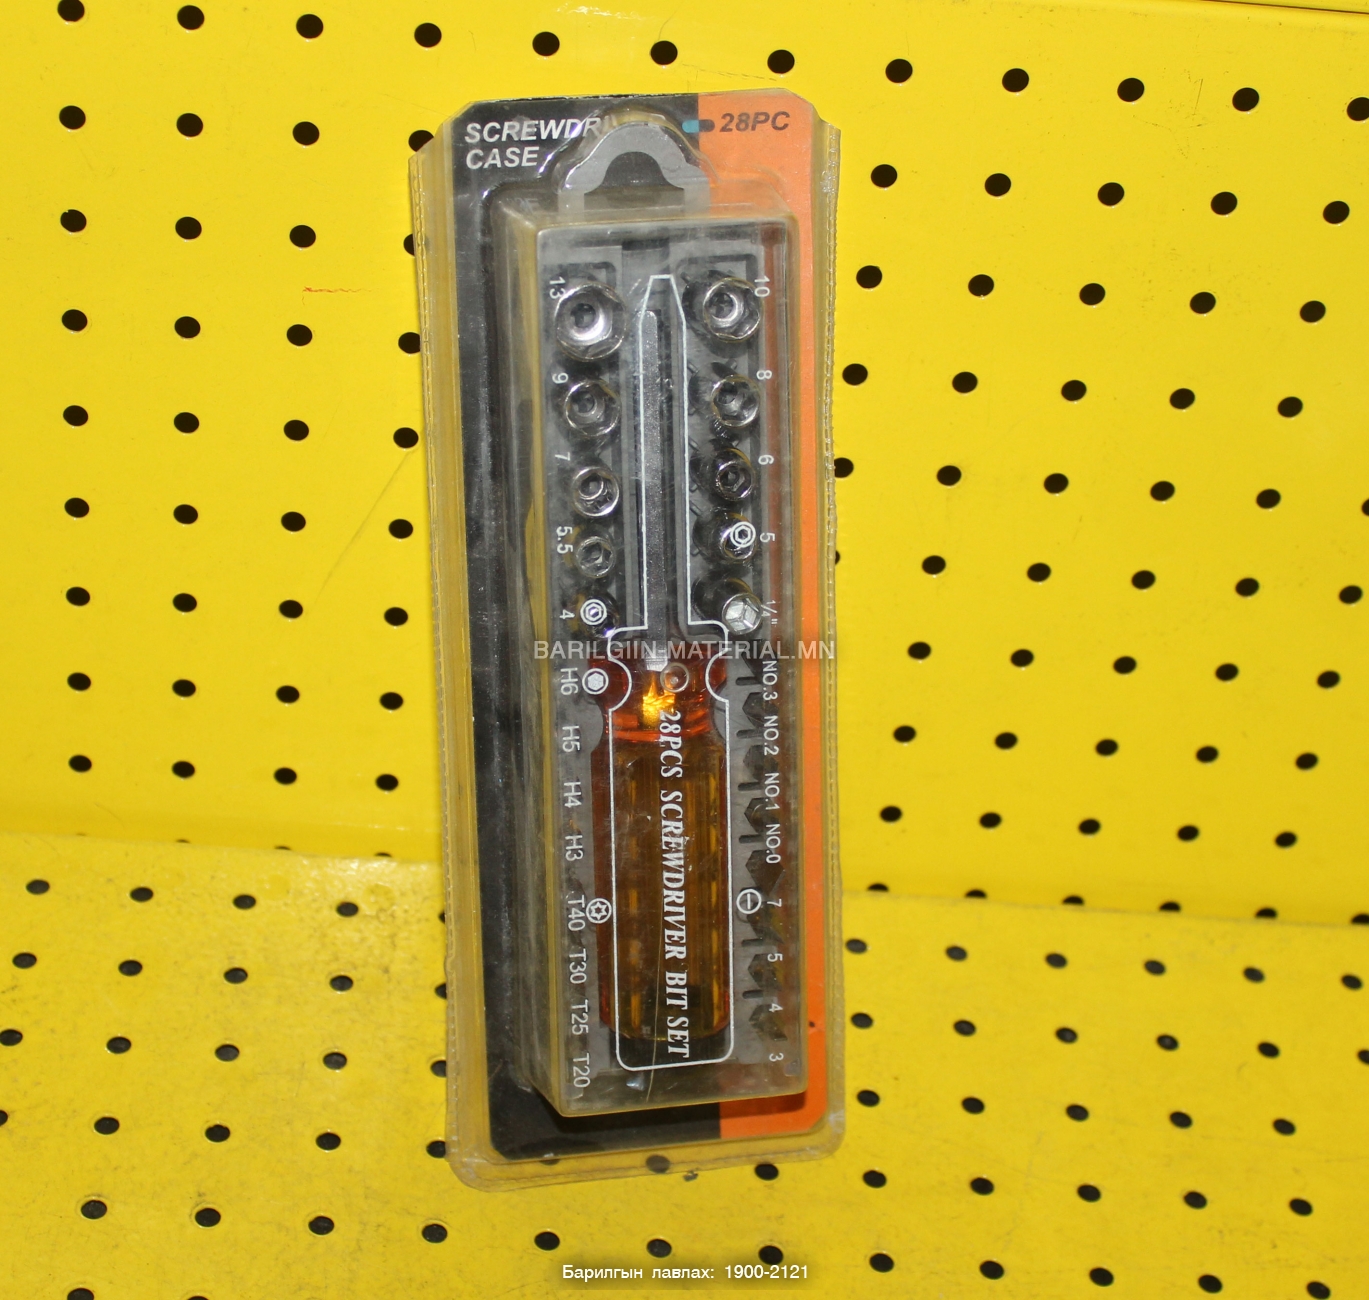 SCREWDRI
CASE
28PC
13
10
9
8
7
6
5.5
5
4
1/4"
BARILGIIN-MATERIAL.MN
H6
H5
H4
H3
T40
T30
T25
T20
NO.3
NO.2
NO.1
NO.0
7
5
4
3
28PCS SCREWDRIVER BIT SET
Барилгын лавлах: 1900-2121